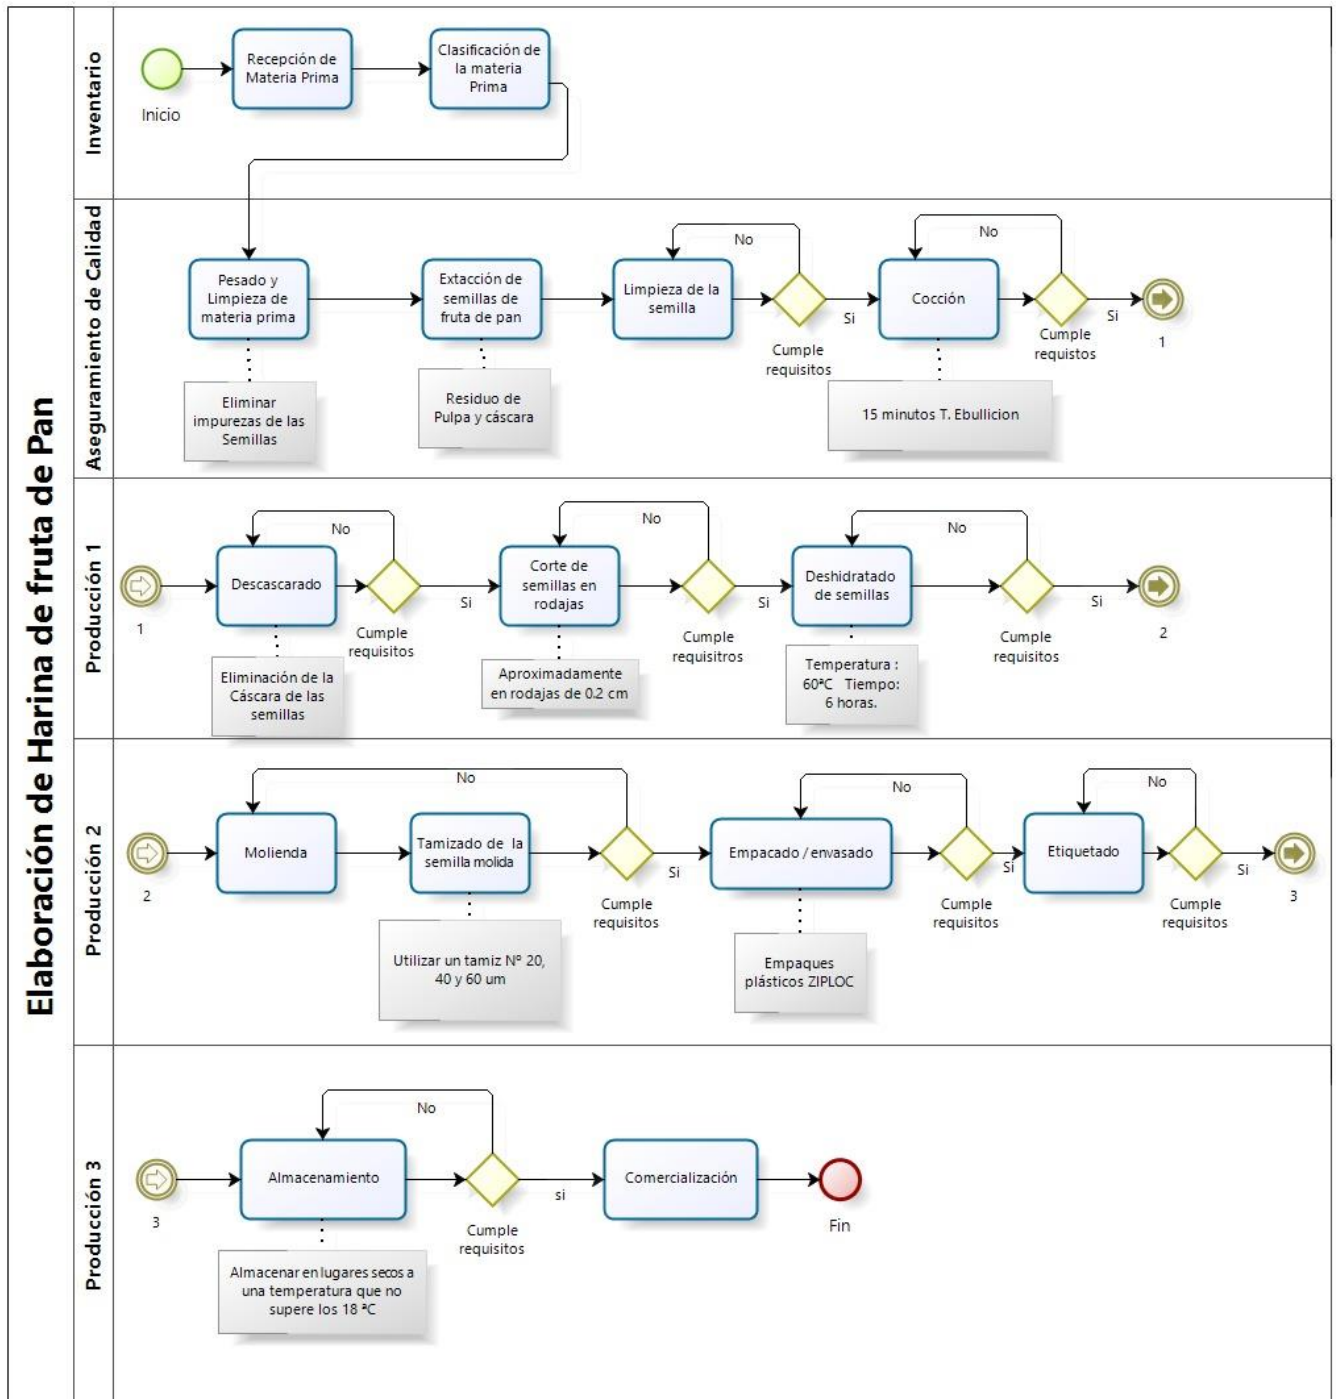 Elaboración de Harina de fruta de Pan
Inventario
Inicio
Recepción de
Materia Prima
Clasificación de
la materia
Prima
Aseguramiento de Calidad
Pesado y
Limpieza de
materia prima
Extacción de
semillas de
fruta de pan
Limpieza de la
semilla
No
Si
Cumple
requisitos
Cocción
No
Cumple
requistos
Si
1
Eliminar
impurezas de las
Semillas
Residuo de
Pulpa y cáscara
15 minutos T. Ebullicion
Producción 1
1
Descascarado
No
Cumple
requisitos
Si
Corte de
semillas en
rodajas
No
Cumple
requisitros
Si
Deshidratado
de semillas
No
Cumple
requisitos
Si
2
Eliminación de la
Cáscara de las
semillas
Aproximadamente
en rodajas de 0.2 cm
Temperatura :
60ªC Tiempo:
6 horas.
Producción 2
2
Molienda
Tamizado de la
semilla molida
No
Cumple
requisitos
Si
Empacado / envasado
No
Cumple
requisitos
Si
Etiquetado
No
Cumple
requisitos
Si
3
Utilizar un tamiz Nº 20,
40 y 60 um
Empaques
plásticos ZIPLOC
Producción 3
3
Almacenamiento
No
Cumple
requisitos
si
Comercialización
Fin
Almacenar en lugares secos a
una temperatura que no
supere los 18 ªC